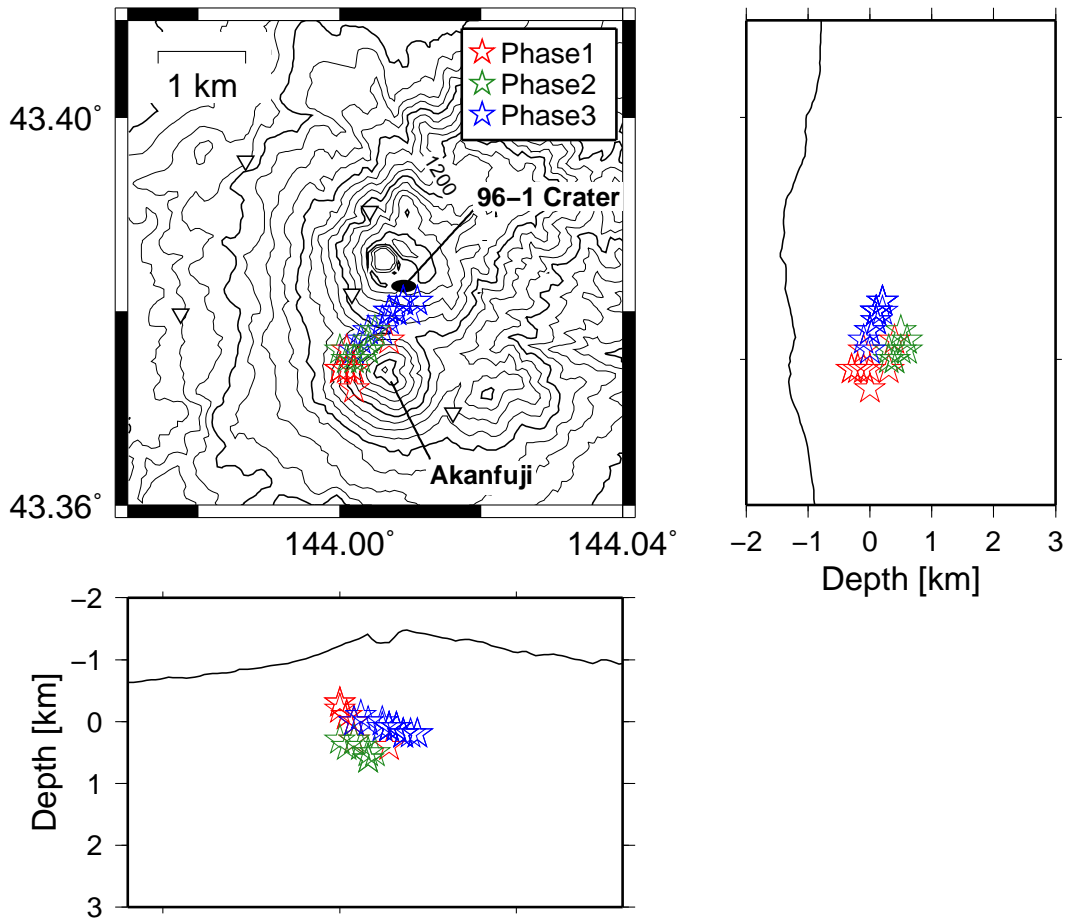 1 km
Phase1
Phase2
Phase3
43.40°
1200
96−1 Crater
Akanfuji
43.36°
144.00°
144.04°
−2 −1 0 1 2 3
Depth [km]
−2
−1
0
1
2
3
Depth [km]